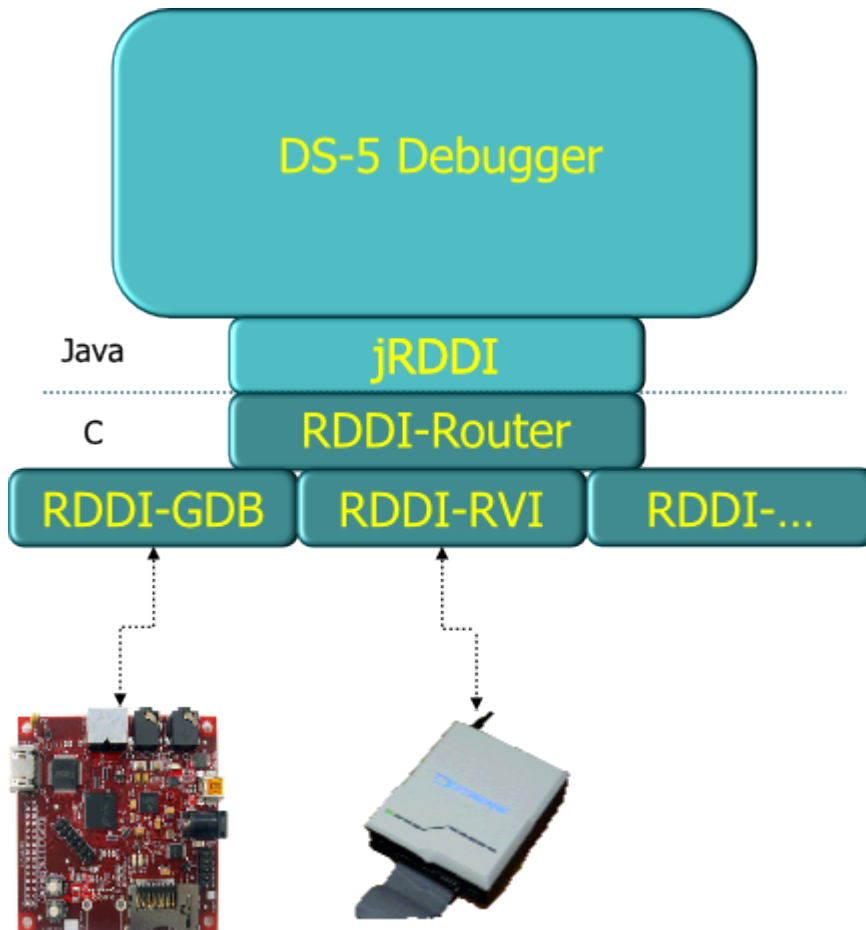 DS-5 Debugger
Java
jRDDI
C
RDDI-Router
RDDI-GDB
RDDI-RVI
RDDI-...